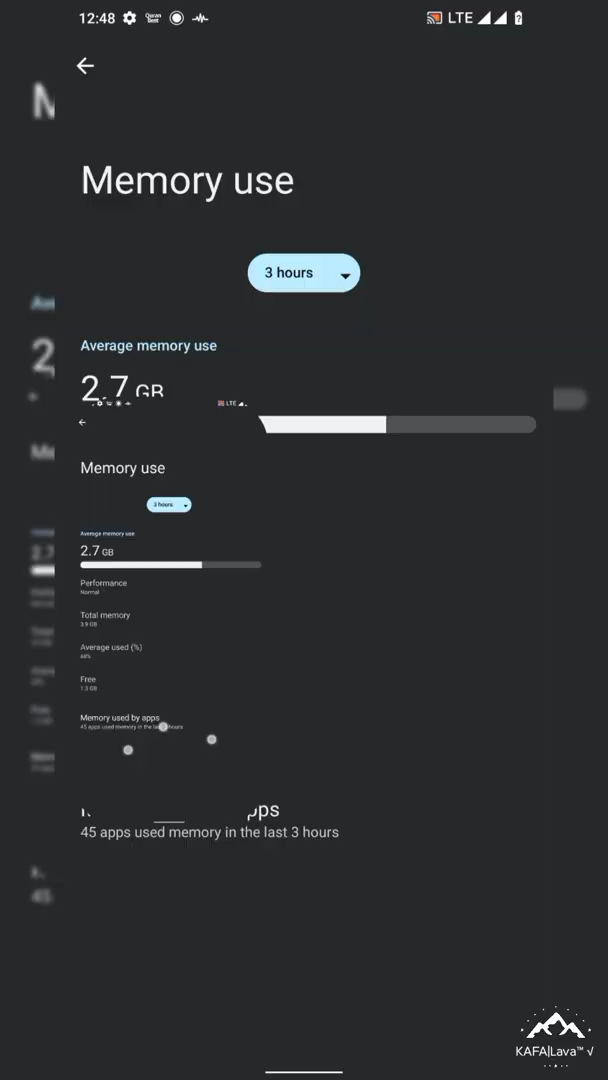 12:48 LTE
Memory use
3 hours
Average memory use
2.7 GB
LTE
Memory use
3 hours
Average memory use
2.7 GB
Performance
Normal
Total memory
3.9 GB
Average used (%)
68%
Free
1.3 GB
Memory used by apps
45 apps used memory in the last 3 hours
45 apps used memory in the last 3 hours
KAFA|Lava™ √